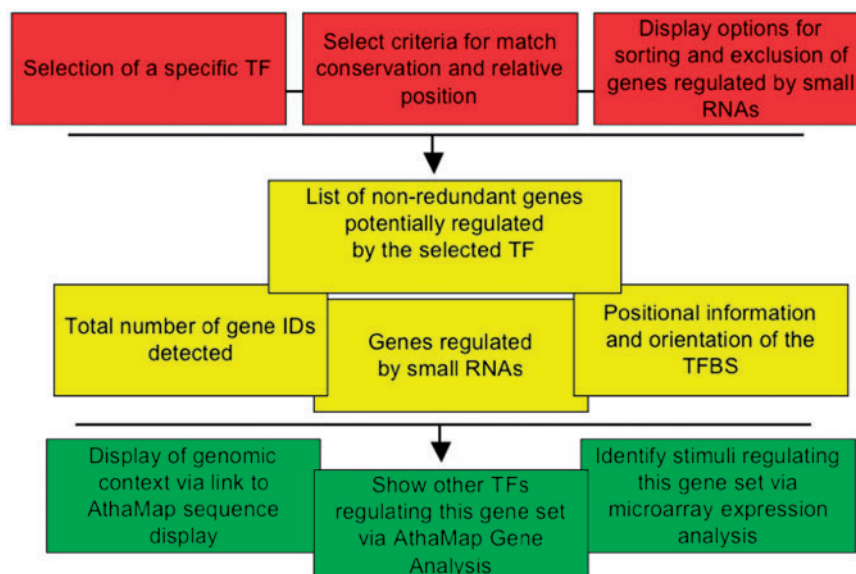 Selection of a specific TF
Select criteria for match
conservation and relative
position
Display options for
sorting and exclusion of
genes regulated by small
RNAs
List of non-redundant genes
potentially regulated
by the selected TF
Total number of gene IDs
detected
Genes regulated
by small RNAs
Positional information
and orientation of the
TFBS
Display of genomic
context via link to
AthaMap sequence
display
Show other TFs
regulating this gene set
via AthaMap Gene
Analysis
Identify stimuli regulating
this gene set via
microarray expression
analysis